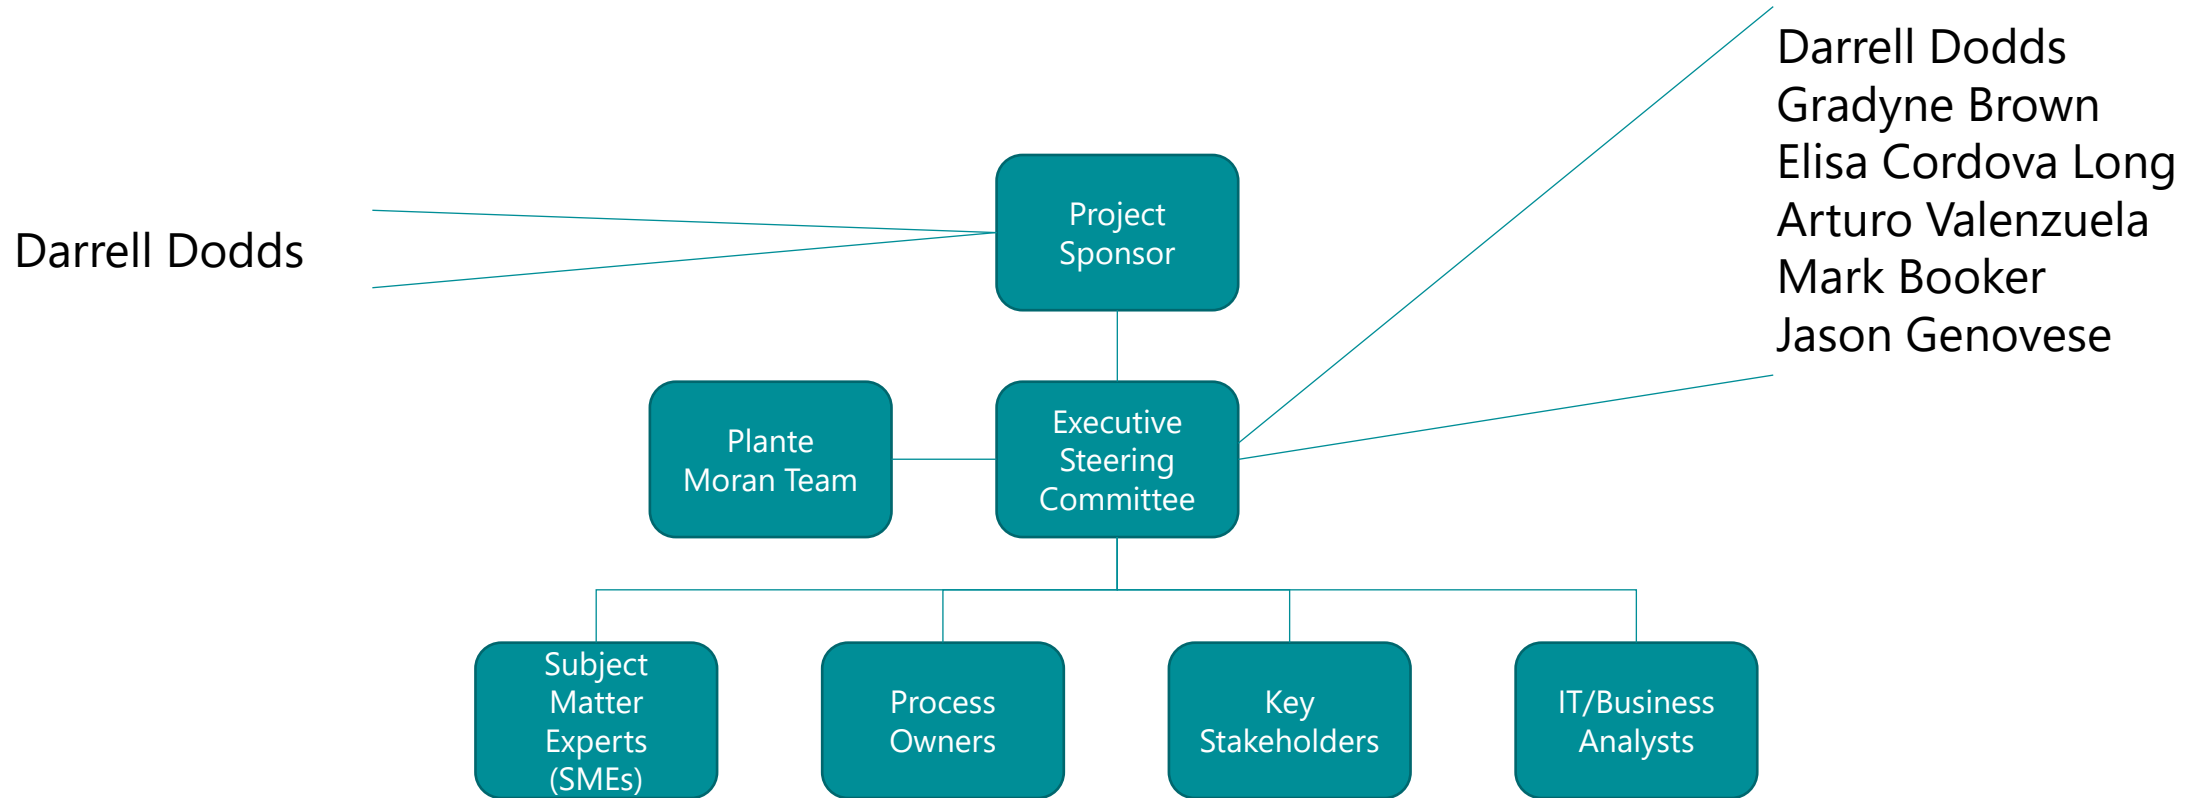 Darrell Dodds
Gradyne Brown
Elisa Cordova Long
Arturo Valenzuela
Mark Booker
Jason Genovese
Project
Sponsor
Darrell Dodds
Plante
Moran Team
Executive
Steering
Committee
Subject
Matter
Experts
(SMEs)
Process
Owners
Key
Stakeholders
IT/Business
Analysts